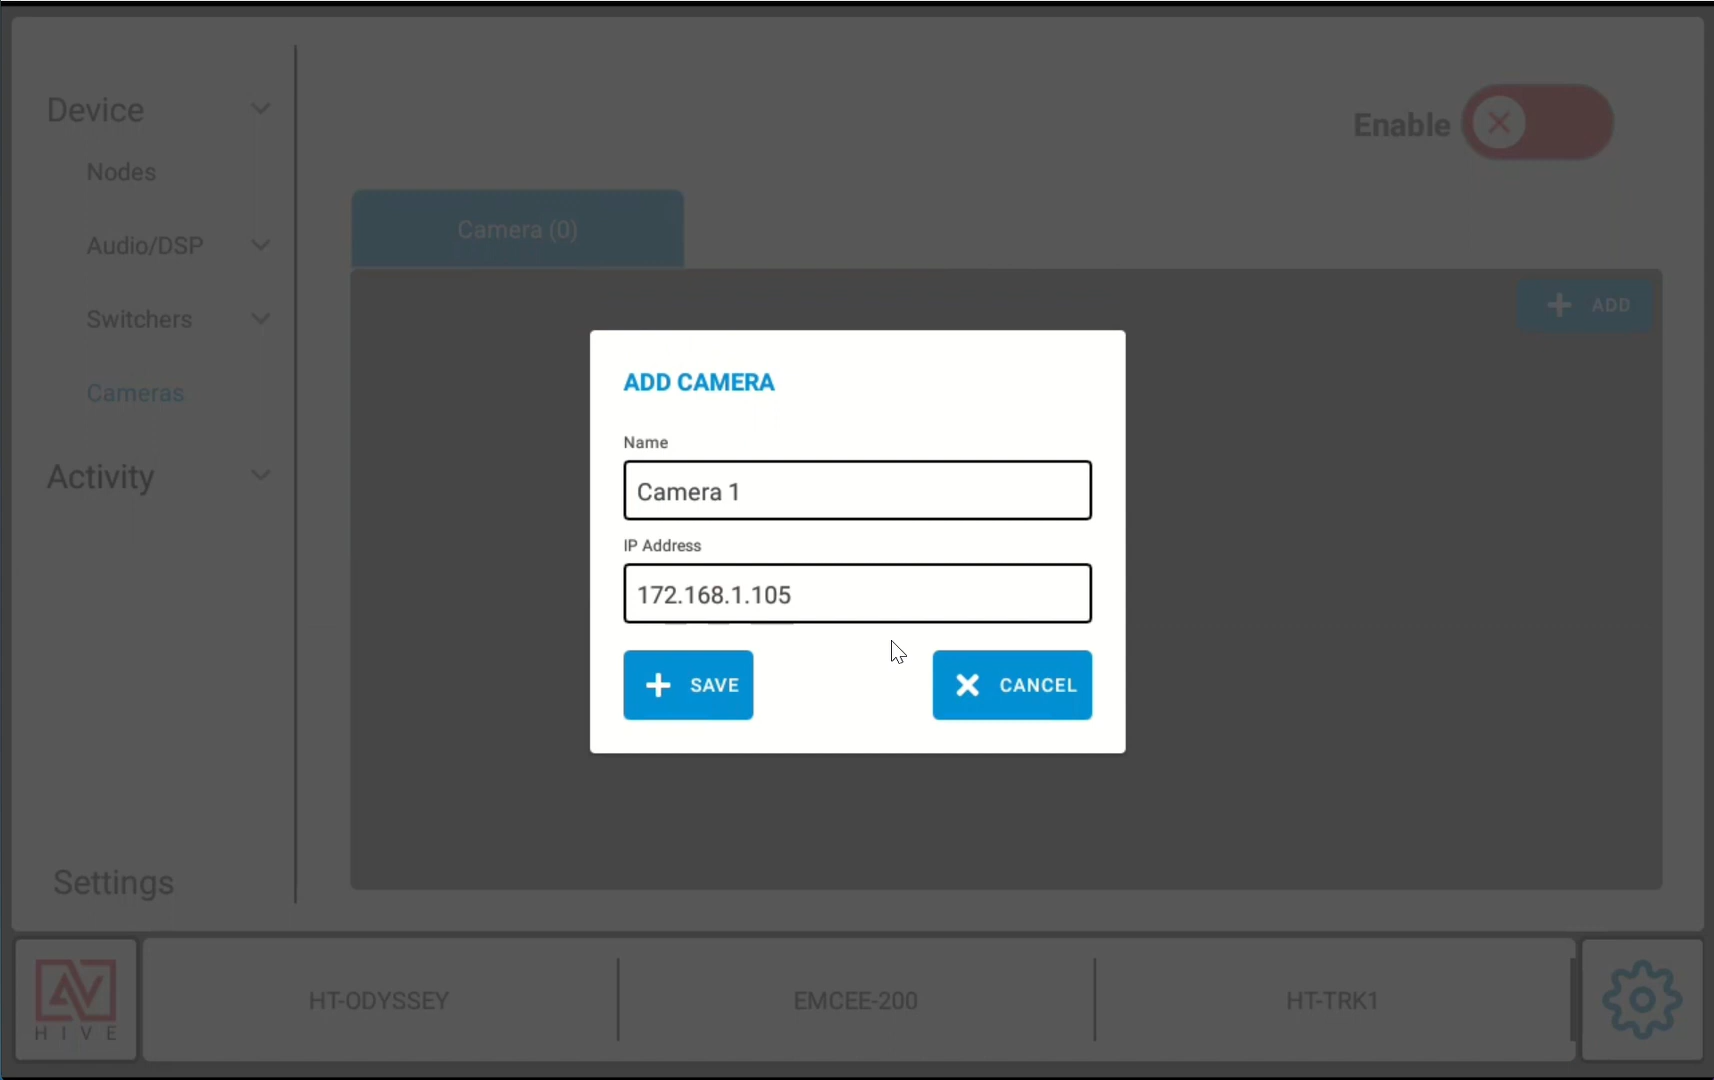 Device
Nodes
Audio/DSP
Switchers
Cameras
Activity
Settings
Enable
Camera (0)
ADD
ADD CAMERA
Name
Camera 1
IP Address
172.168.1.105
SAVE
CANCEL
HIVE
HT-ODYSSEY
EMCEE-200
HT-TRK1